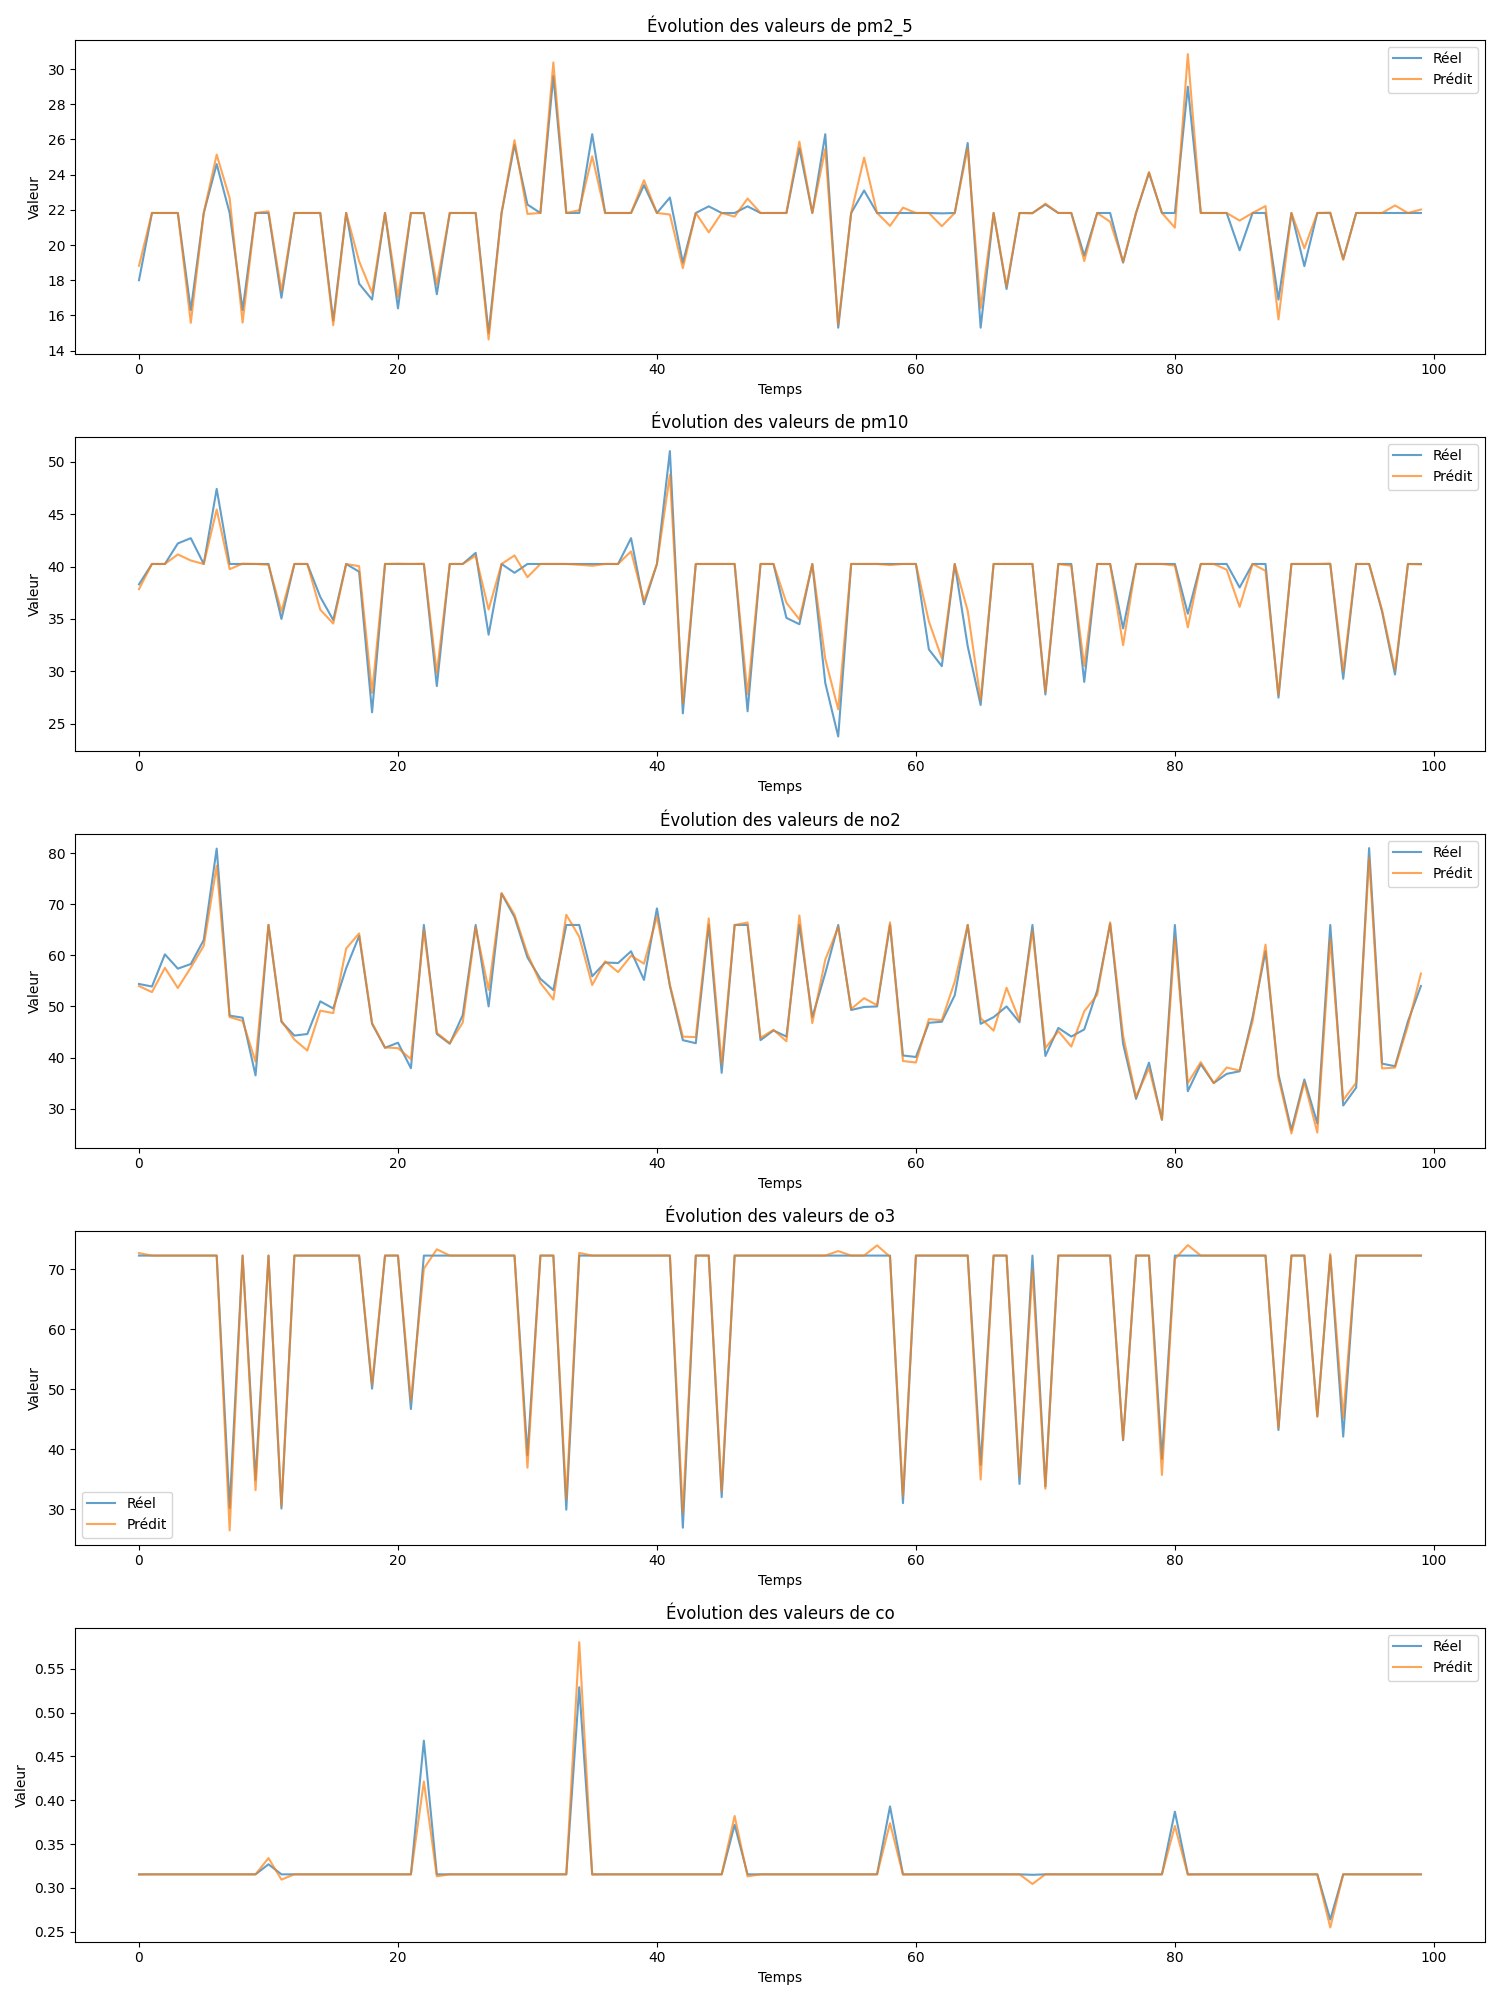 Évolution des valeurs de pm2_5
Réel
Prédit
Valeur
30
28
26
24
22
20
18
16
14
0 20 40 60 80 100
Temps
Évolution des valeurs de pm10
Réel
Prédit
Valeur
50
45
40
35
30
25
0 20 40 60 80 100
Temps
Évolution des valeurs de no2
Réel
Prédit
Valeur
80
70
60
50
40
30
0 20 40 60 80 100
Temps
Évolution des valeurs de o3
Valeur
70
60
50
40
30
Réel
Prédit
0 20 40 60 80 100
Temps
Évolution des valeurs de co
Réel
Prédit
Valeur
0.55
0.50
0.45
0.40
0.35
0.30
0.25
0 20 40 60 80 100
Temps